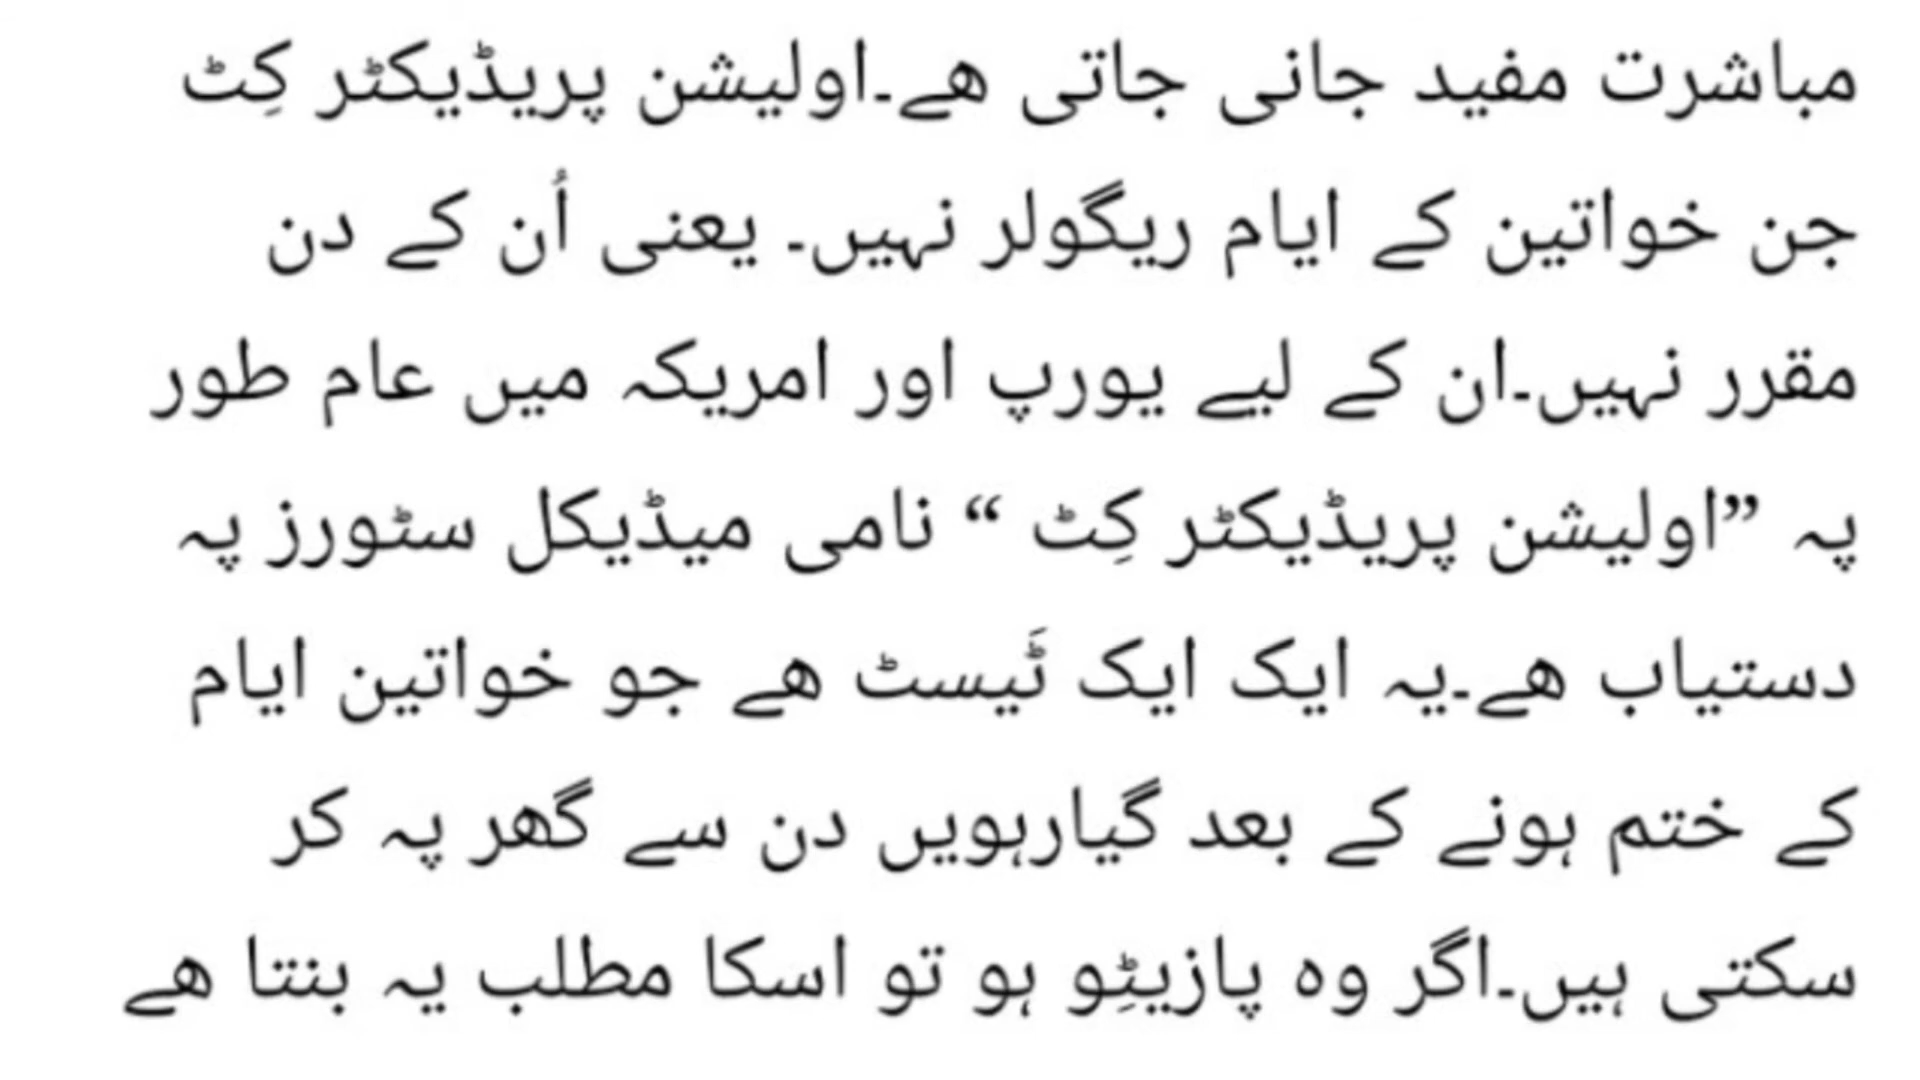 مباشرت مفید جانی جاتی ھے۔اولیشن پریڈیکٹر کِٹ
جن خواتین کے ایام ریگولر نہیں۔ یعنی اُن کے دن
مقرر نہیں۔ان کے لیے یورپ اور امریکہ میں عام طور
پہ ”اولیشن پریڈیکٹر کِٹ “ نامی میڈیکل سٹورز پہ
دستیاب ھے۔یہ ایک ایک ٹَیسٹ ھے جو خواتین ایام
کے ختم ہونے کے بعد گیارہویں دن سے گھر پہ کر
سکتی ہیں۔اگر وہ پازیٹِو ہو تو اسکا مطلب یہ بنتا ھے